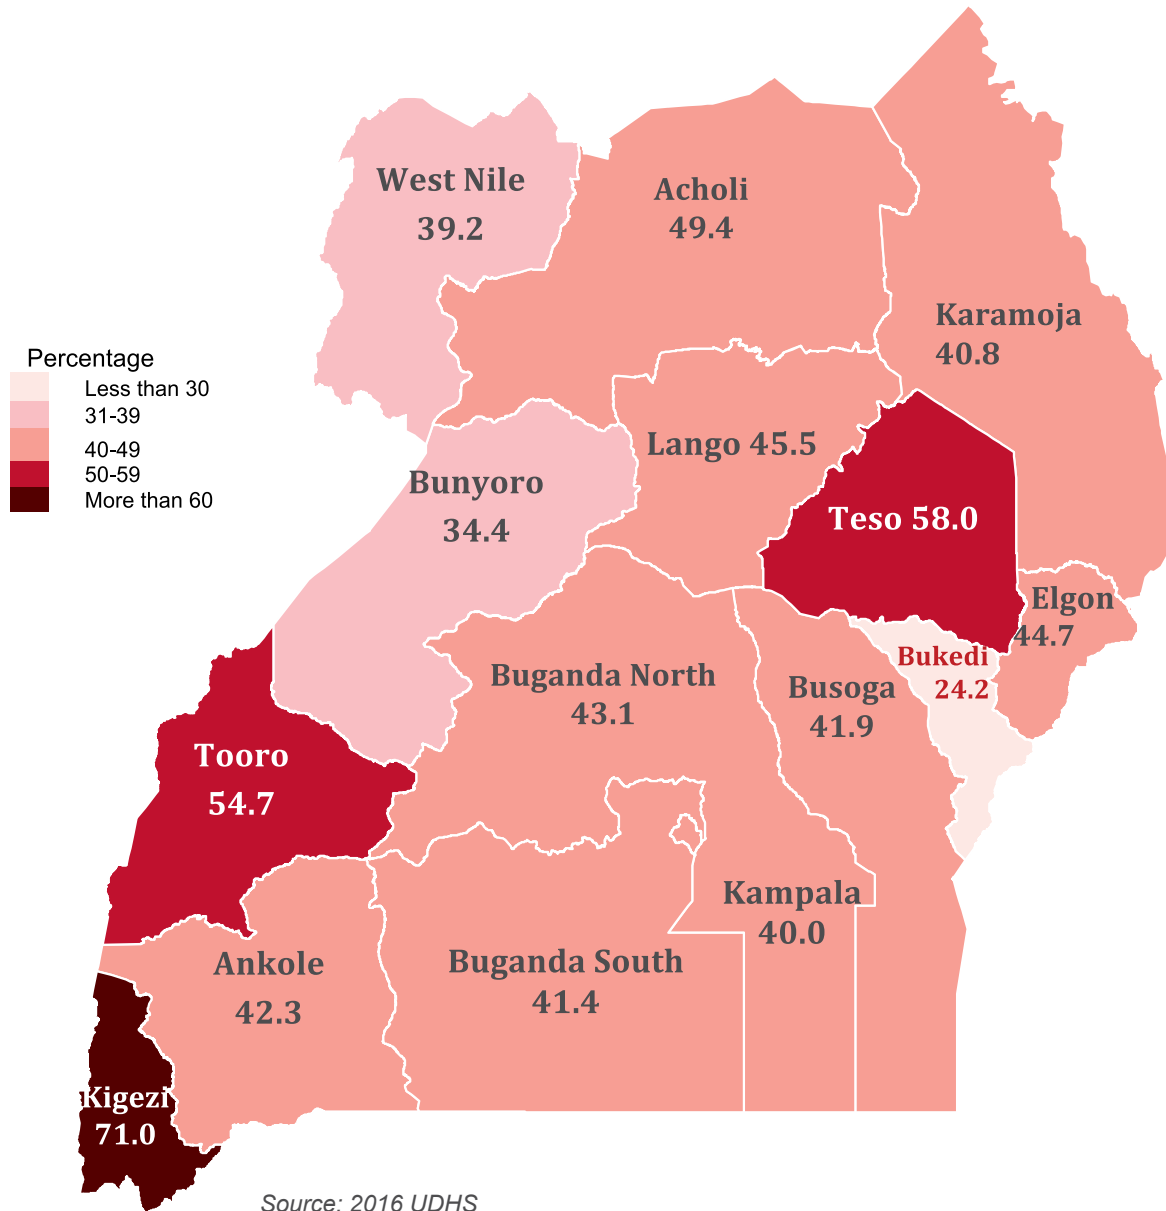 West Nile
39.2
Acholi
49.4
Karamoja
40.8
Percentage
Less than 30
31-39
40-49
50-59
More than 60
Lango 45.5
Bunyoro
34.4
Teso 58.0
Elgon
44.7
Bukedi
24.2
Buganda North
43.1
Busoga
41.9
Tooro
54.7
Kampala
40.0
Ankole
42.3
Buganda South
41.4
Kigezi
71.0
Source: 2016 UDHS